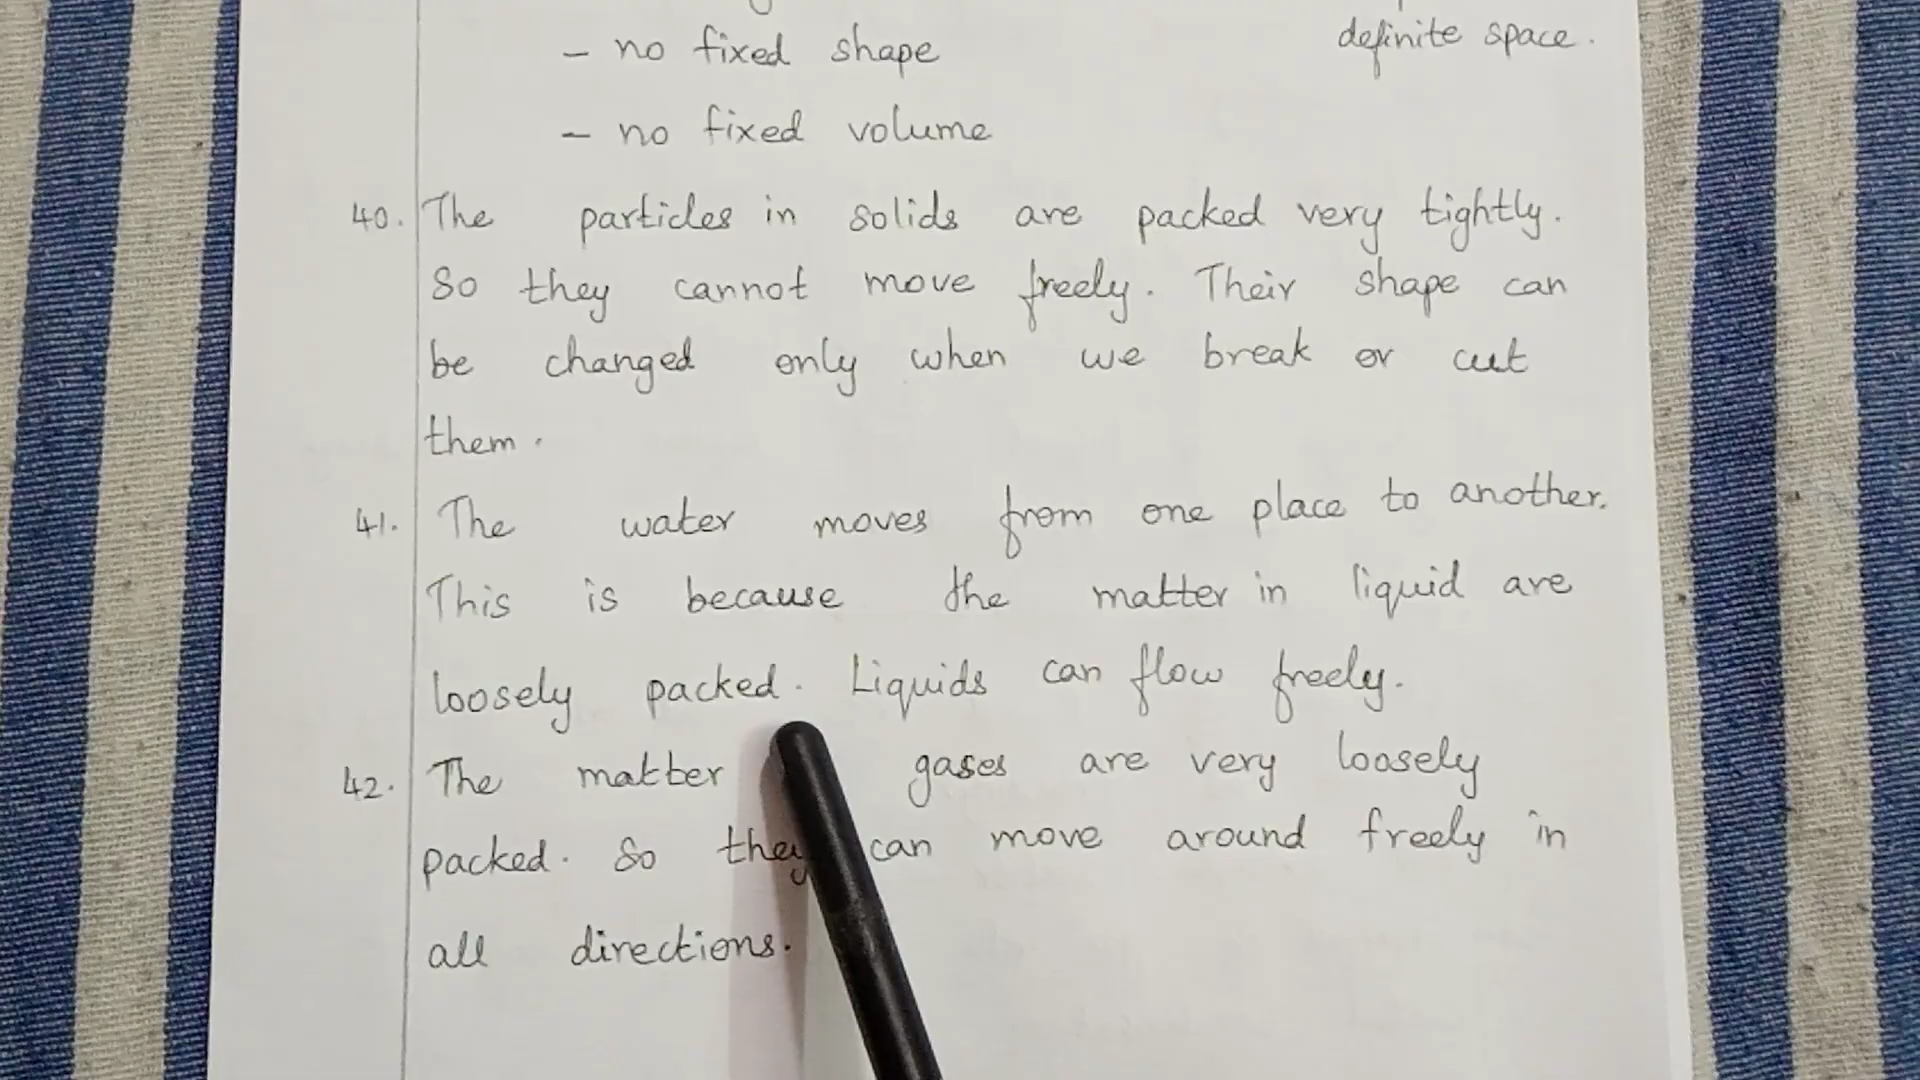 - no fixed shape
definite space.
- no fixed volume
40. The particles in solids are packed very tightly.
So they cannot move freely. Their shape can
be changed only when we break or cut
them.
41. The water moves from one place to another.
This is because the matter in liquid are
loosely packed. Liquids can flow freely.
42. The matter gases are very loosely
packed. So they can move around freely in
all directions.